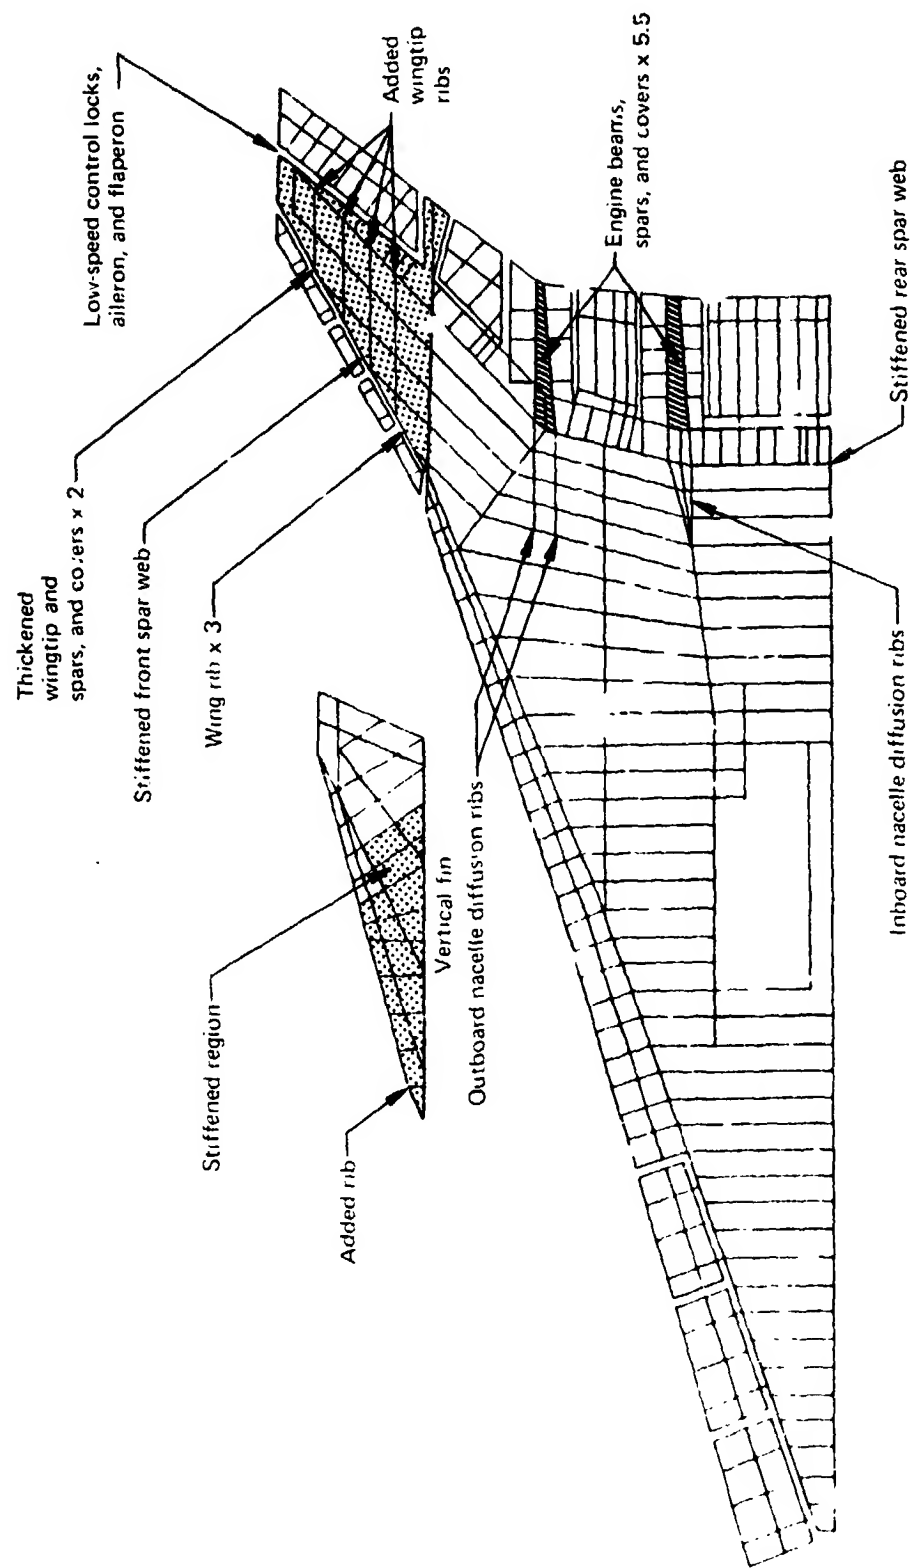 Thickened
wingtip and
spars, and covers x 2
Stiffened front spar web
Wing rib x 3
Low-speed control locks,
aileron, and flaperon
Added
wingtip
ribs
Engine beams,
spars, and covers x 5.5
Stiffened rear spar web
Inboard nacelle diffusion ribs
Outboard nacelle diffusion ribs
Vertical fin
Stiffened region
Added rib